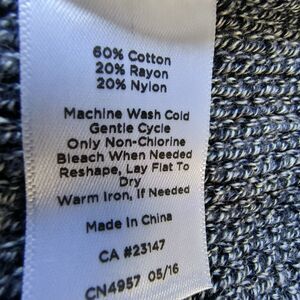 60% Cotton
20% Rayon
20% Nylon
Machine Wash Cold
Gentle Cycle
Only Non-Chlorine
Bleach When Needed
Reshape, Lay Flat To
Dry
Warm Iron, If Needed
Made in China
CA #23147
CN4957 05/16